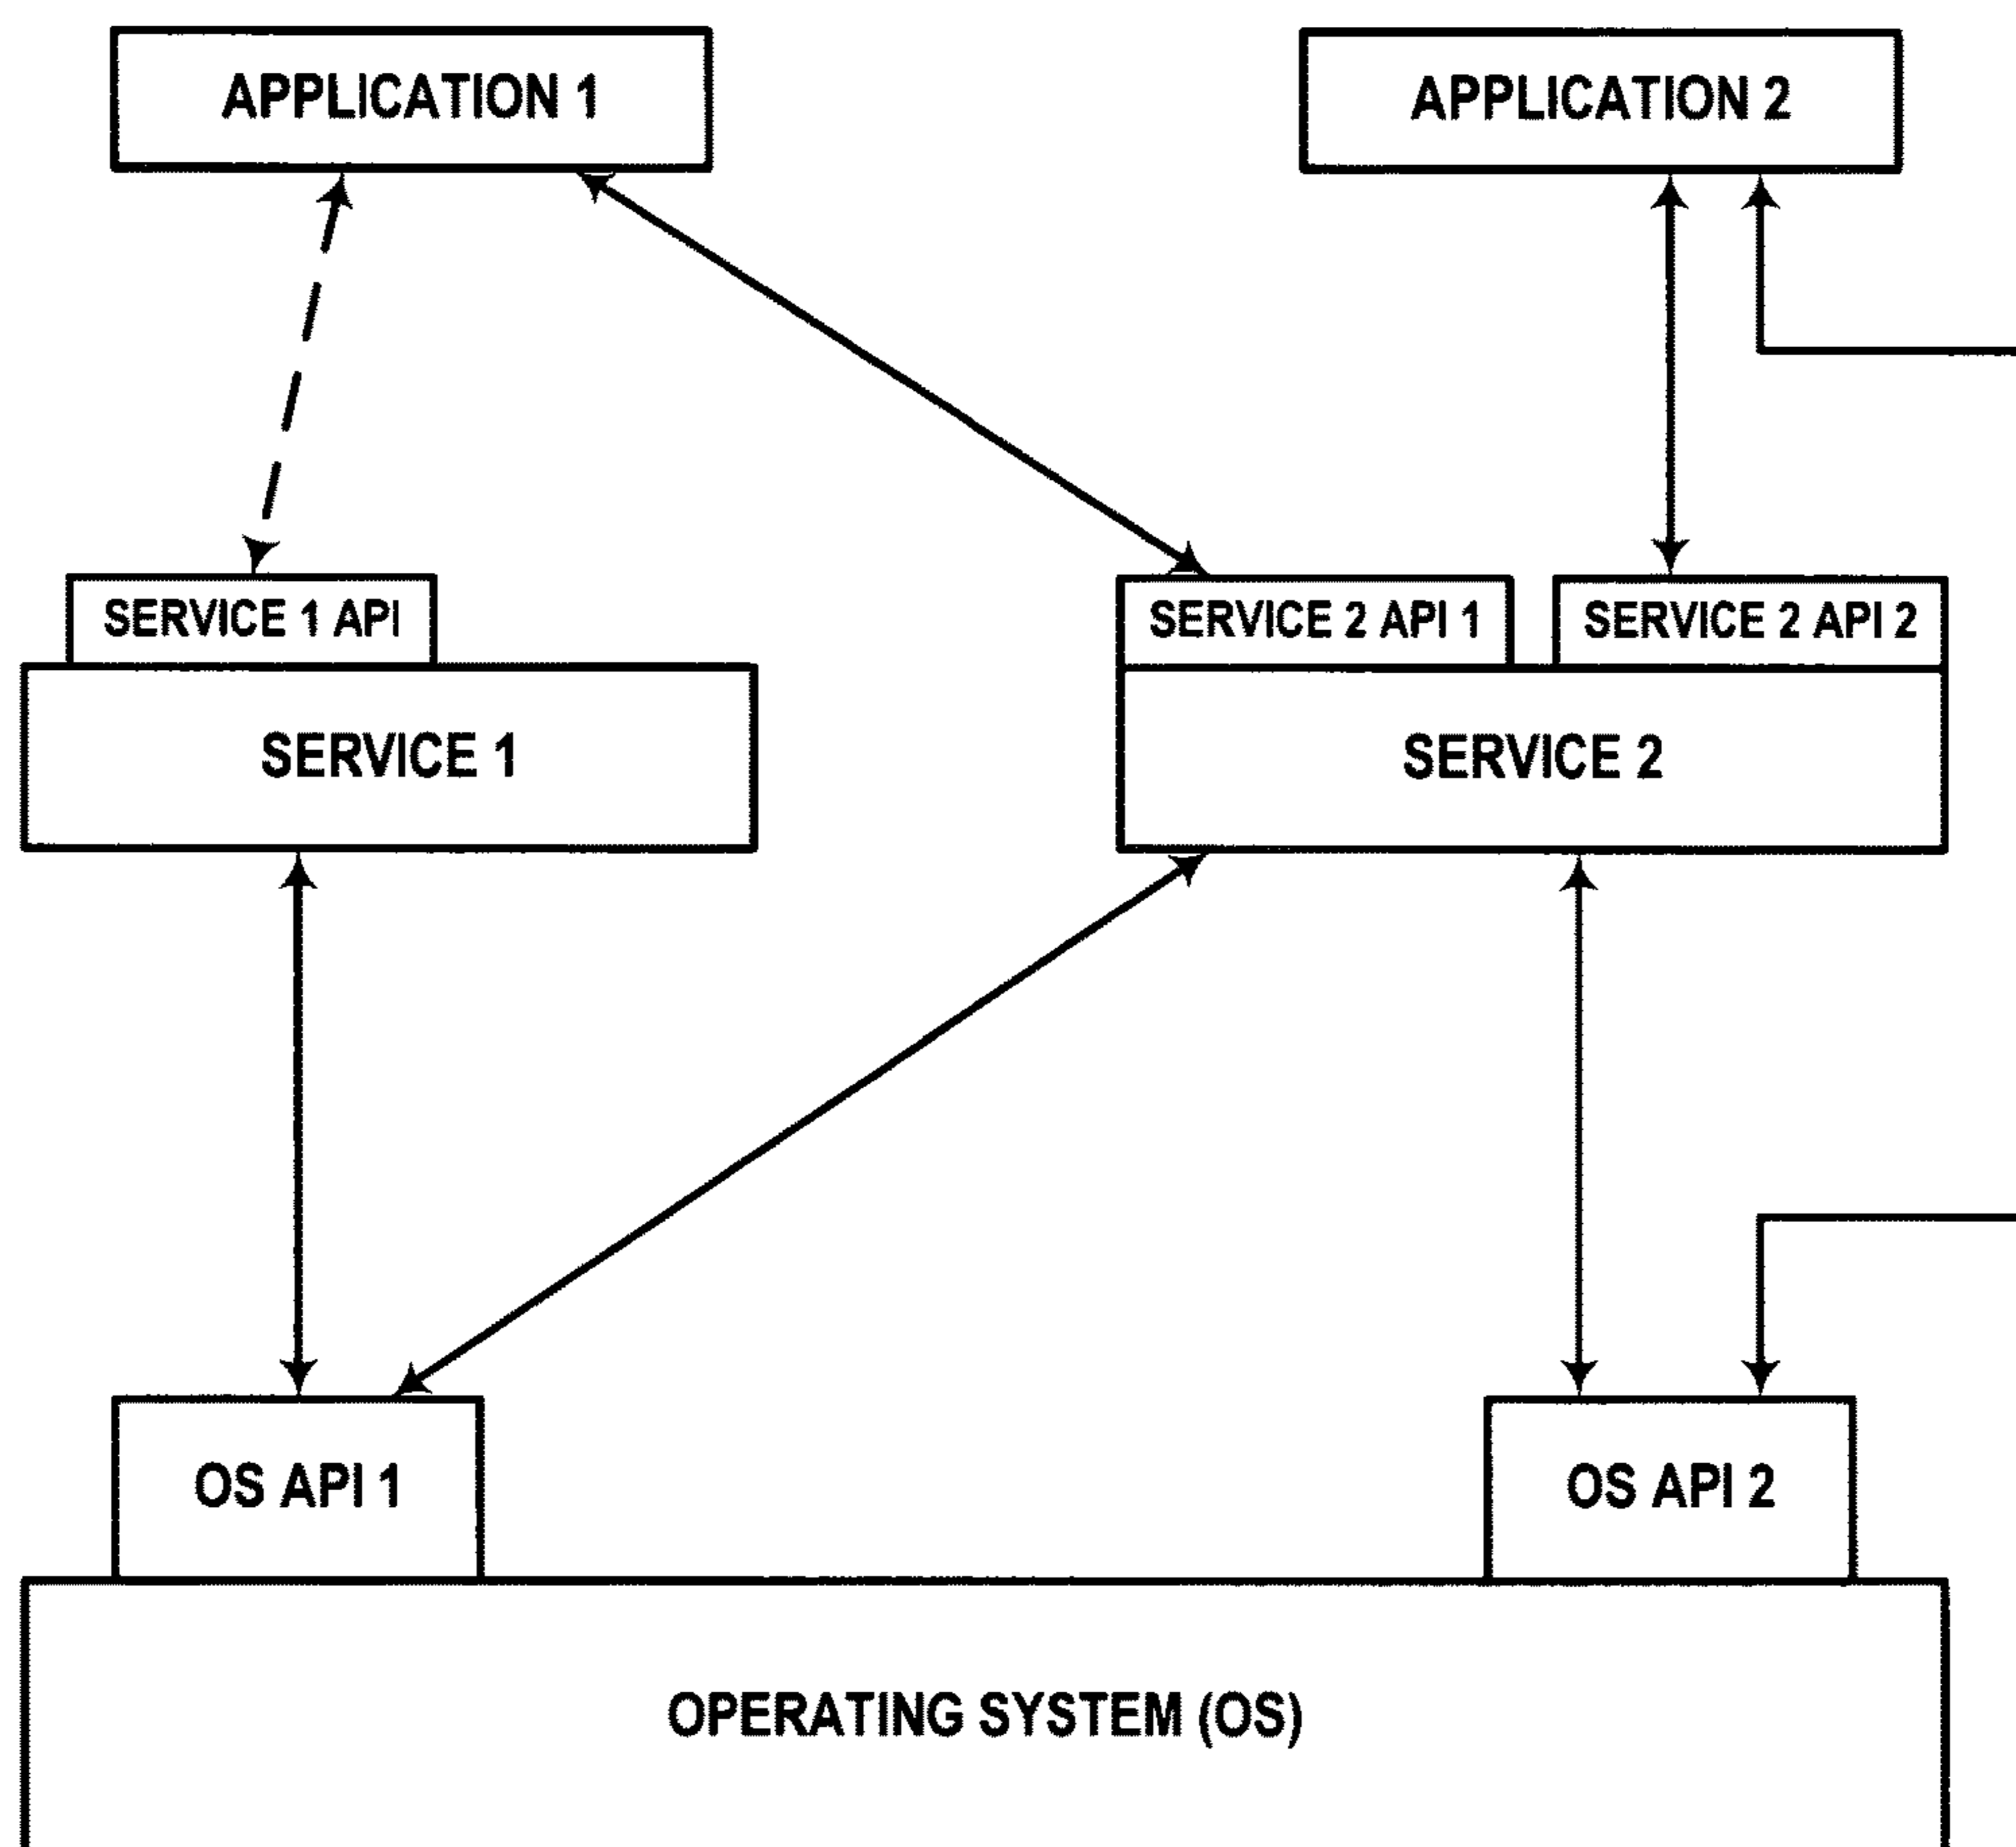 APPLICATION 1
APPLICATION 2
SERVICE 1 API
SERVICE 2 API 1
SERVICE 2 API 2
SERVICE 1
SERVICE 2
OS API 1
OS API 2
OPERATING SYSTEM (OS)